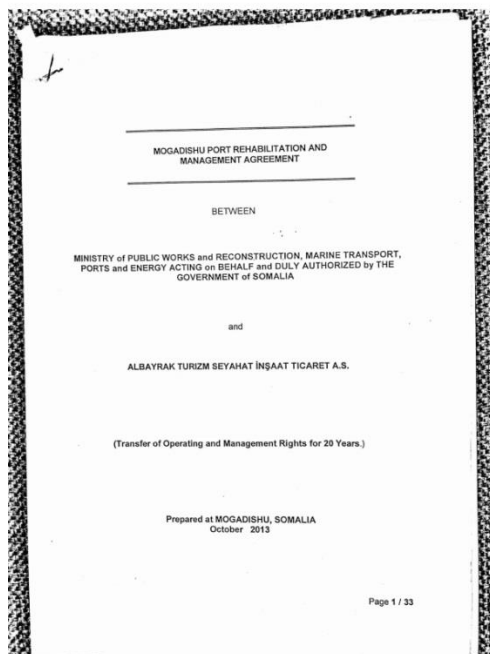 MOGADISHU PORT REHABILITATION AND
MANAGEMENT AGREEMENT
BETWEEN
MINISTRY of PUBLIC WORKS and RECONSTRUCTION, MARINE TRANSPORT,
PORTS and ENERGY ACTING on BEHALF and DULY AUTHORIZED by THE
GOVERNMENT of SOMALIA
and
ALBAYRAK TURIZM SEYAHAT İNŞAAT TICARET A.S.
(Transfer of Operating and Management Rights for 20 Years.)
Prepared at MOGADISHU, SOMALIA
October 2013
Page 1 / 33